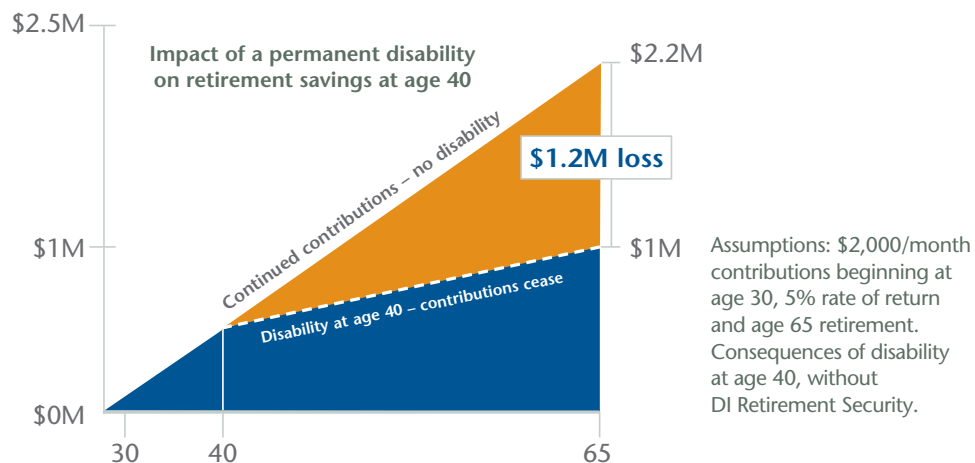 $2.5M
Impact of a permanent disability
on retirement savings at age 40
$2.2M
Continued contributions – no disability
$1.2M loss
$1M
$1M
Disability at age 40 – contributions cease
Assumptions: $2,000/month
contributions beginning at
age 30, 5% rate of return
and age 65 retirement.
Consequences of disability
at age 40, without
DI Retirement Security.
$0M
30
40
65